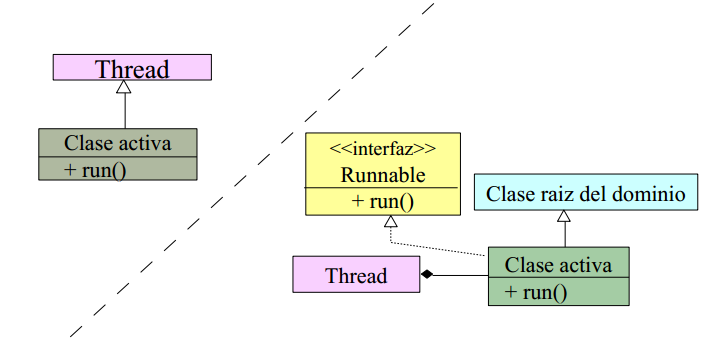 Thread
Clase activa
+ run()
<<interfaz>>
Runnable
+ run()
Clase raiz del dominio
Thread
Clase activa
+ run()